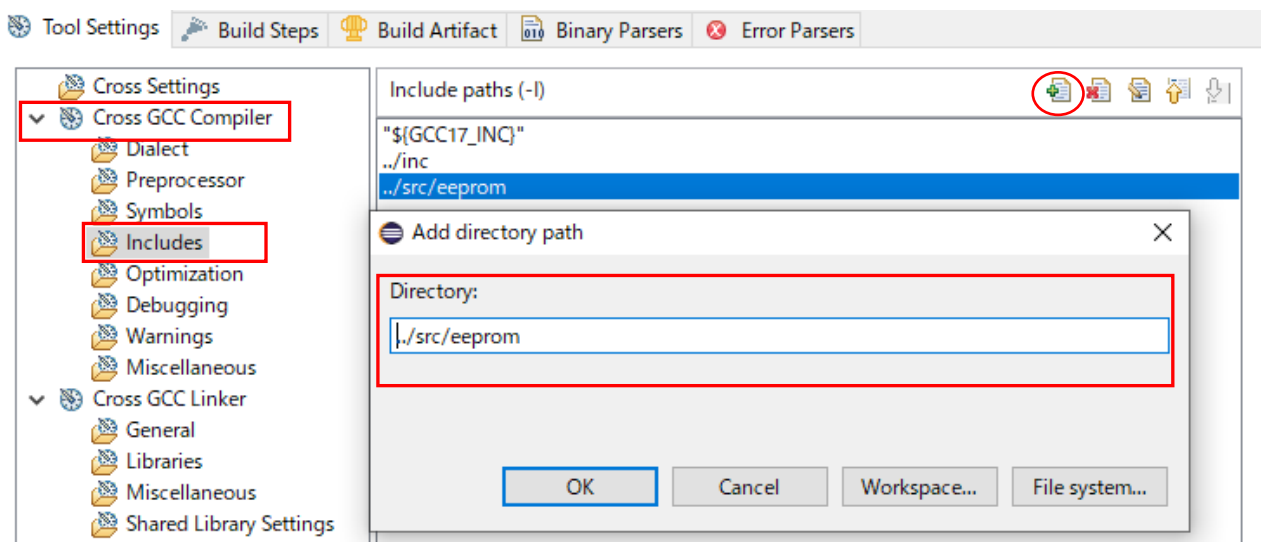 Tool Settings Build Steps Build Artifact Binary Parsers Error Parsers
Cross Settings
Cross GCC Compiler
Dialect
Preprocessor
Symbols
Includes
Optimization
Debugging
Warnings
Miscellaneous
Cross GCC Linker
General
Libraries
Miscellaneous
Shared Library Settings
Include paths (-I)
"${GCC17_INC}"
../inc
../src/eeprom
Add directory path
Directory:
../src/eeprom
OK Cancel Workspace... File system...